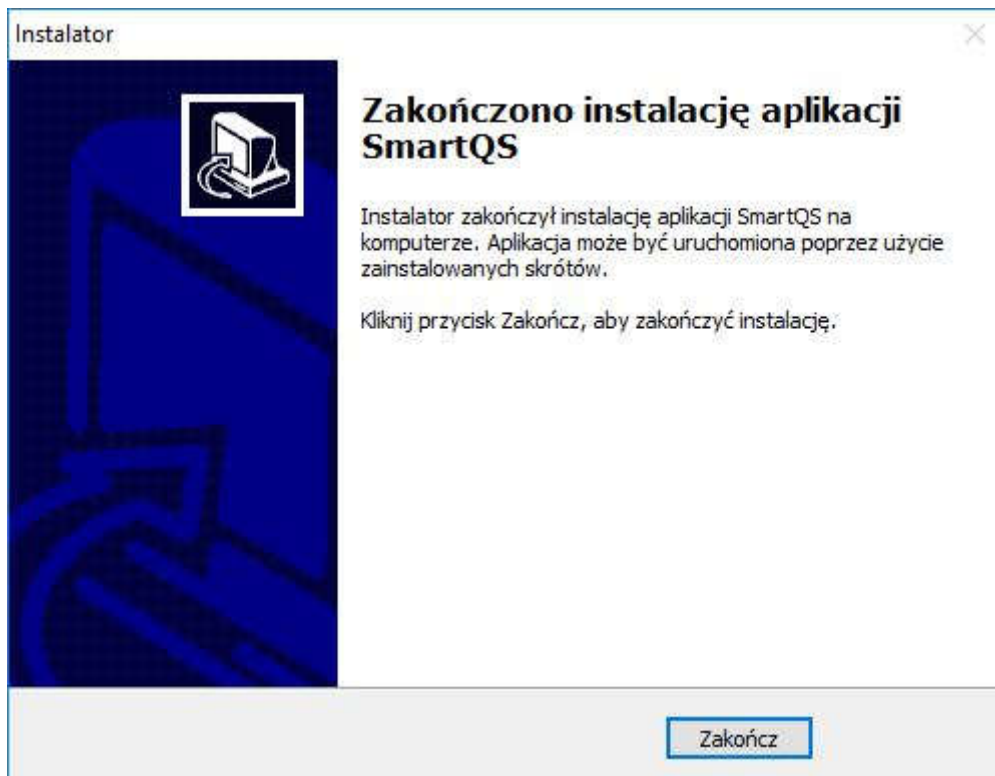 Instalator
Zakończono instalację aplikacji
SmartQS
Instalator zakończył instalację aplikacji SmartQS na
komputerze. Aplikacja może być uruchomiona poprzez użycie
zainstalowanych skrótów.
Kliknij przycisk Zakończ, aby zakończyć instalację.
Zakończ